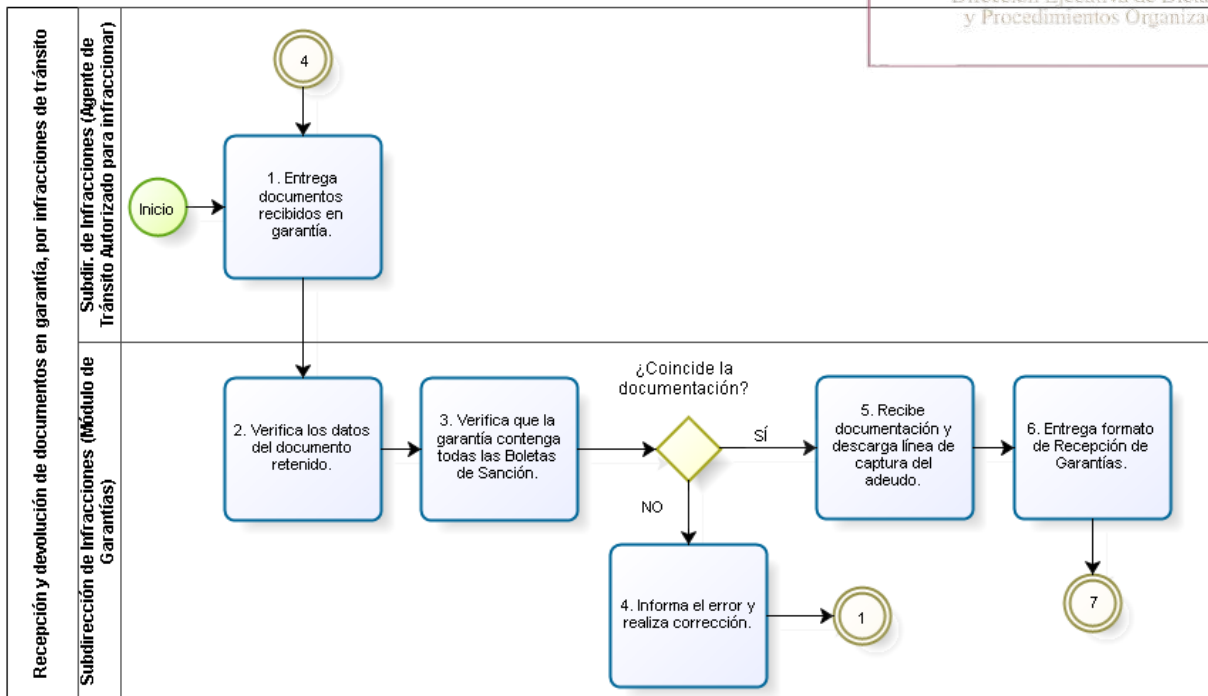 y Procedimientos Organiza
Recepción y devolución de documentos en garantía, por infracciones de tránsito
Subdir. de Infracciones (Agente de
Tránsito Autorizado para infraccionar)
4
Inicio
1. Entrega
documentos
recibidos en
garantía.
Subdirección de Infracciones (Módulo de
Garantías)
2. Verifica los datos
del documento
retenido.
3. Verifica que la
garantía contenga
todas las Boletas
de Sanción.
¿Coincide la
documentación?
SÍ
NO
5. Recibe
documentación y
descarga línea de
captura del
adeudo.
6. Entrega formato
de Recepción de
Garantías.
4. Informa el error y
realiza corrección.
1
7